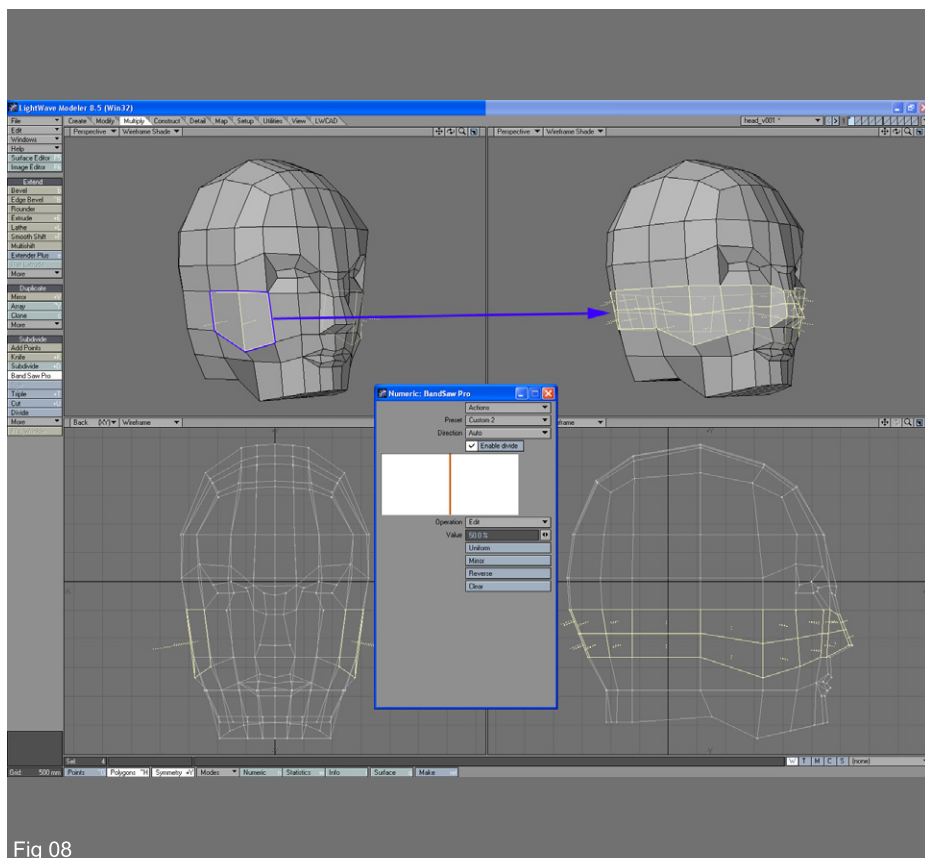 LightWave Modeler 8.5 (Win32)
File
Create Modify Multiply Construct Detail Map Setup Utilities View LWCAD
head_v001 *
Edit
Perspective Wireframe Shade
Perspective Wireframe Shade
Windows
Help
Surface Editor
Image Editor
Extend
Bevel
Edge Bevel
Rounder
Extrude
Lathe
Smooth Shift
Multishift
Extender Plus
More
Duplicate
Mirror
Array
Clone
More
Subdivide
Add Points
Knife
Subdivide
Band Saw Pro
Triple
Cut
Divide
More
Back (XY) Wireframe
Numeric: BandSaw Pro
Actions
Preset Custom 2
Direction Auto
Enable divide
Operation Edit
Value 50.0 %
Uniform
Mirror
Reverse
Clear
Sel: 4
W T M C S (none)
Grid: 500 mm Points Polygons ^H Symmetry +Y Modes Numeric Statistics Info Surface Make
Fig 08